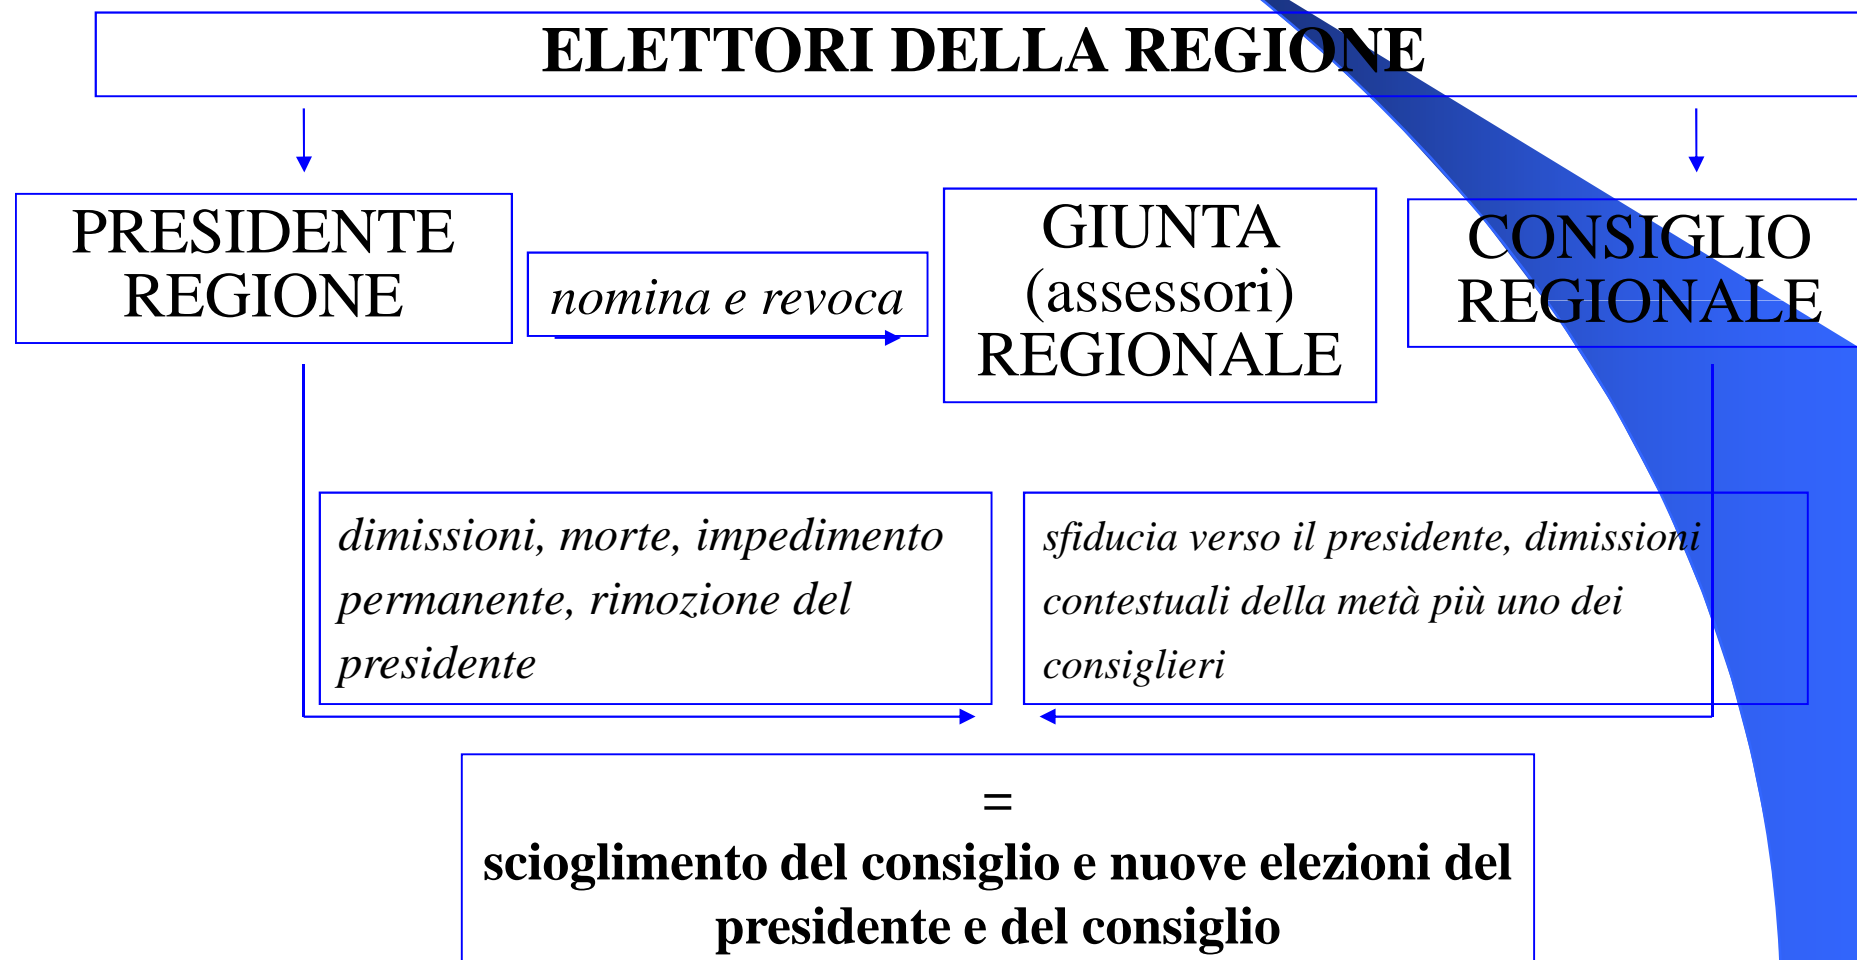 ELETTORI DELLA REGIONE
PRESIDENTE
REGIONE
nomina e revoca
GIUNTA
(assessori)
REGIONALE
CONSIGLIO
REGIONALE
dimissioni, morte, impedimento
permanente, rimozione del
presidente
sfiducia verso il presidente, dimissioni
contestuali della metà più uno dei
consiglieri
=
scioglimento del consiglio e nuove elezioni del
presidente e del consiglio